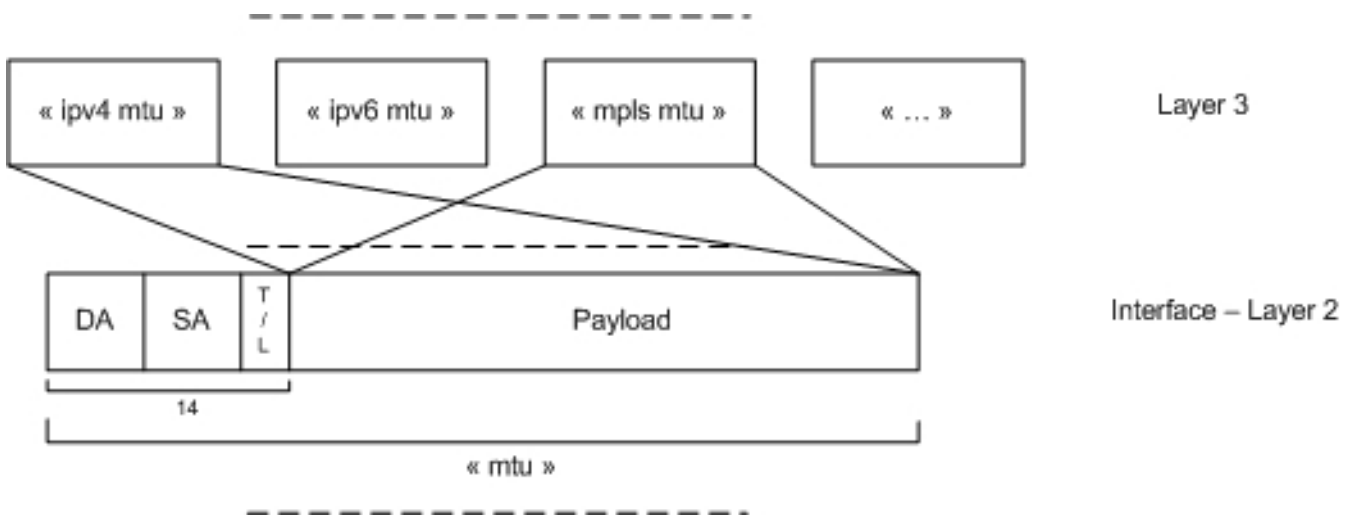 « ipv4 mtu » « ipv6 mtu » « mpls mtu » « ... » Layer 3
DA SA T / L Payload Interface – Layer 2
14
« mtu »